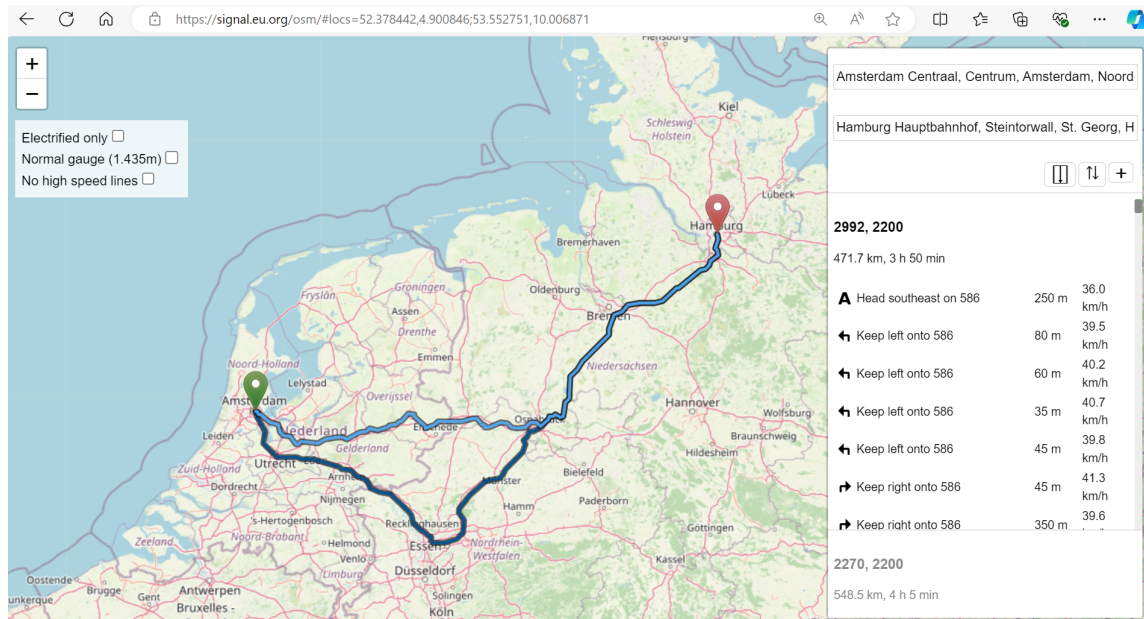 https://signal.eu.org/osm/#locs=52.378442,4.900846;53.552751,10.006871
+
−
Electrified only
Normal gauge (1.435m)
No high speed lines
Amsterdam Centraal, Centrum, Amsterdam, Noord
Hamburg Hauptbahnhof, Steintorwall, St. Georg, H
+
2992, 2200
471.7 km, 3 h 50 min
A Head southeast on 586 250 m 36.0 km/h
Keep left onto 586 80 m 39.5 km/h
Keep left onto 586 60 m 40.2 km/h
Keep left onto 586 35 m 40.7 km/h
Keep left onto 586 45 m 39.8 km/h
Keep right onto 586 45 m 41.3 km/h
Keep right onto 586 350 m 39.6
2270, 2200
548.5 km, 4 h 5 min
Flensburg
Kiel
Schleswig-
Holstein
Lübeck
Hamburg
Bremerhaven
Groningen
Fryslân
Oldenburg
Assen
Bremen
Drenthe
Emmen
Noord-Holland
Niedersachsen
Lelystad
Amsterdam
Overijssel
Hannover
Wolfsburg
Osnabrück
Enschede
Nederland
Leiden
Braunschweig
Gelderland
Hildesheim
Utrecht
Zuid-Holland
Arnhem
Bielefeld
Dordrecht
Münster
Nijmegen
Hamm
Paderborn
's-Hertogenbosch
Recklinghausen
Göttingen
Noord-Brabant
Helmond
Essen
Nordrhein-
Westfalen
Zeeland
Venlo
Kassel
Limburg
Düsseldorf
Oostende
Brugge
Gent
Antwerpen
Solingen
unkerque
Bruxelles -
Köln